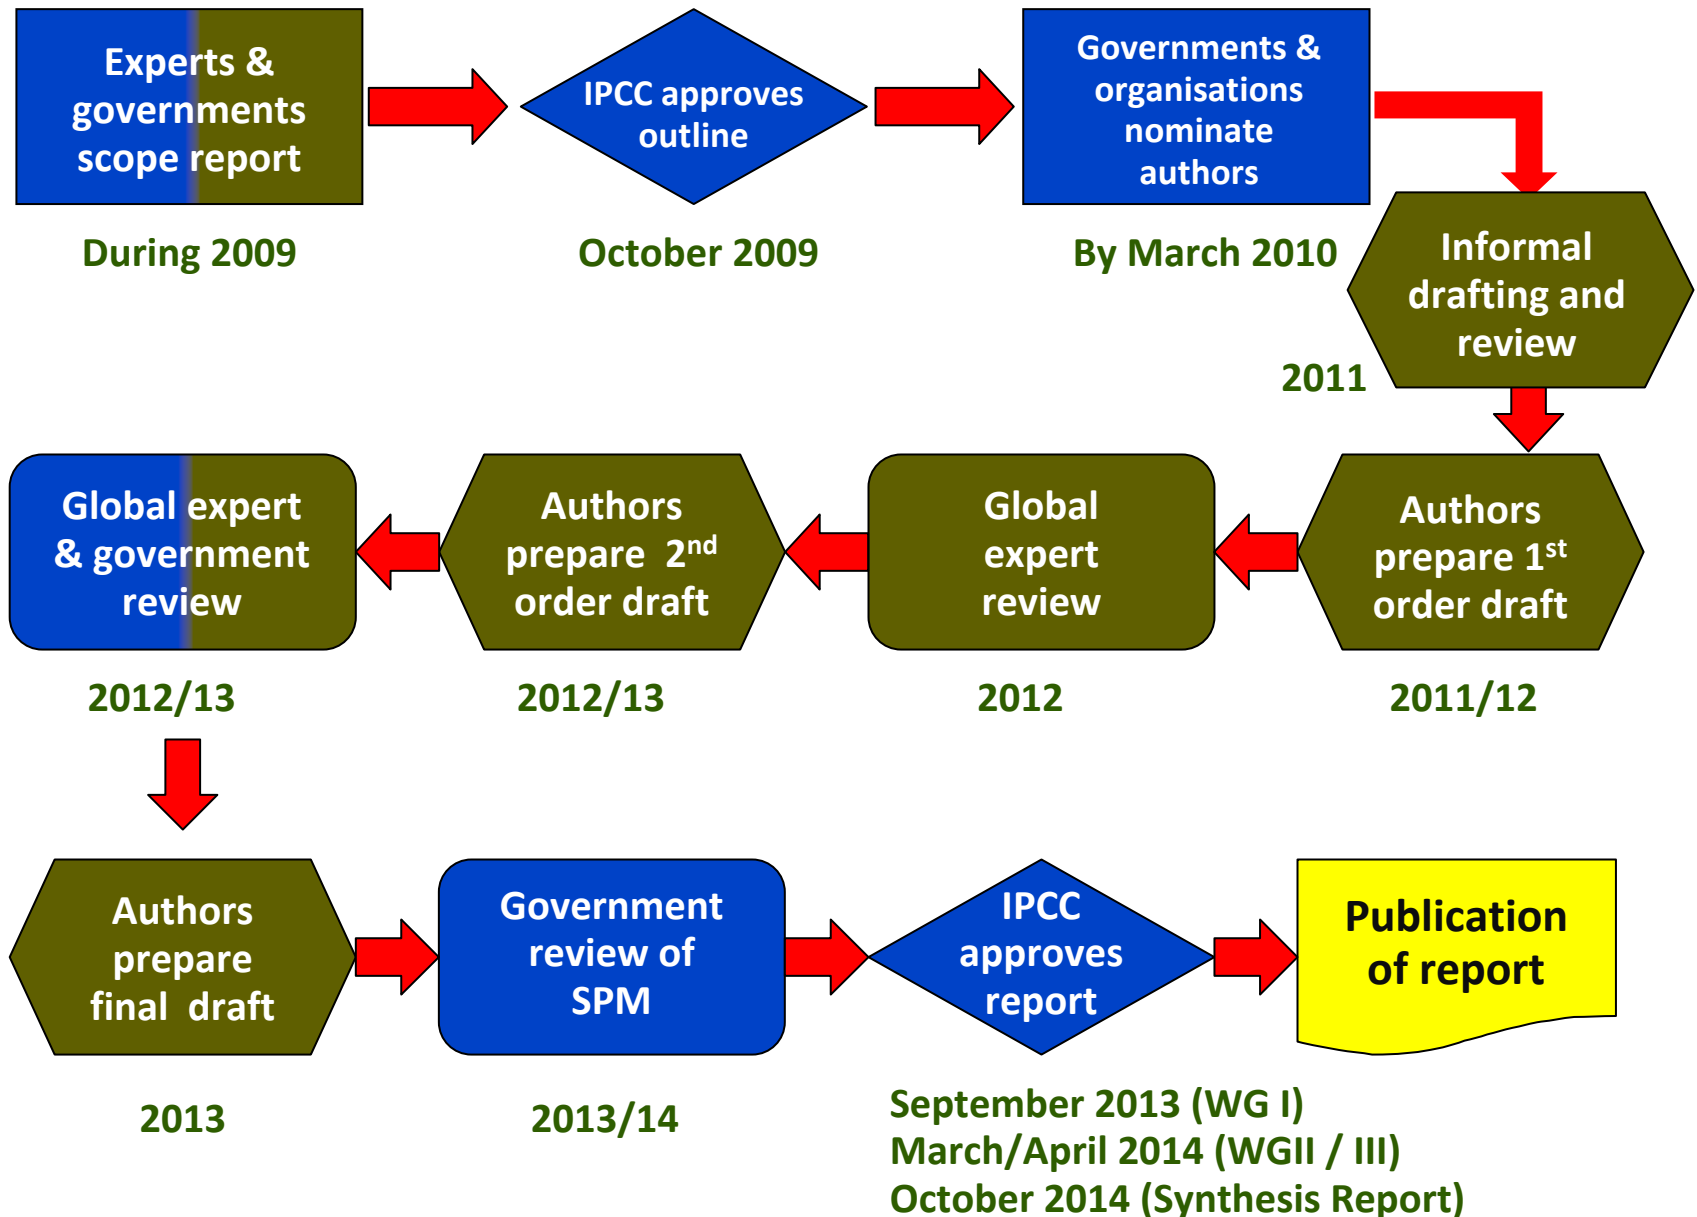 Experts &
governments
scope report
During 2009
IPCC approves
outline
October 2009
Governments &
organisations
nominate
authors
By March 2010
Informal
drafting and
review
2011
Authors
prepare 1st
order draft
2011/12
Global
expert
review
2012
Authors
prepare 2nd
order draft
2012/13
Global expert
& government
review
2012/13
Authors
prepare
final draft
2013
Government
review of
SPM
2013/14
IPCC
approves
report
September 2013 (WG I)
March/April 2014 (WGII / III)
October 2014 (Synthesis Report)
Publication
of report